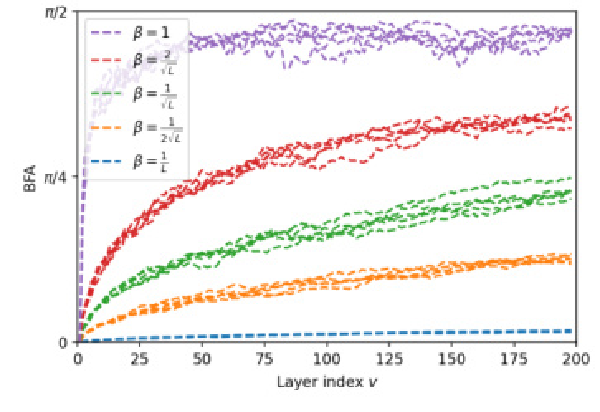 π/2
β = 1
β = 2/√L
β = 1/√L
β = 1/2√L
β = 1/L
π/4
BFA
0
0 25 50 75 100 125 150 175 200
Layer index v